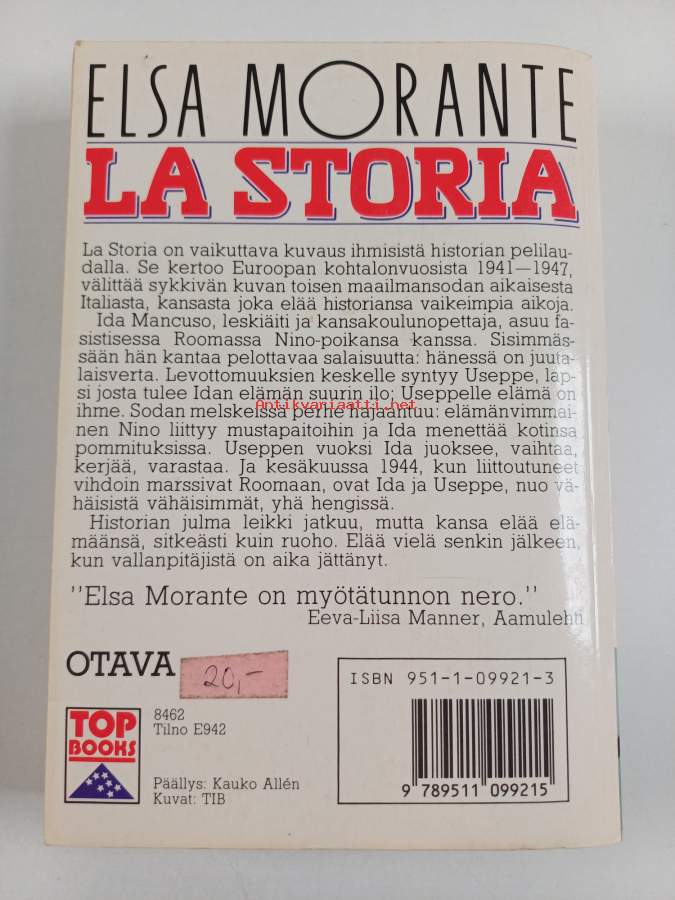 ELSA MORANTE
LA STORIA
La Storia on vaikuttava kuvaus ihmisistä historian pelilau-
dalla. Se kertoo Euroopan kohtalonvuosista 1941—1947,
välittää sykkivän kuvan toisen maailmansodan aikaisesta
Italiasta, kansasta joka elää historiansa vaikeimpia aikoja.
Ida Mancuso, leskiäiti ja kansakoulunopettaja, asuu fa-
sistisessa Roomassa Nino-poikansa kanssa. Sisimmäs-
sään hän kantaa pelottavaa salaisuutta: hänessä on juuta-
laisverta. Levottomuuksien keskelle syntyy Useppe, lap-
si josta tulee Idan elämän suurin ilo; Useppelle elämä on
Antikvariaatti.net
ihme. Sodan melskeissä perhe hajaantuu: elämänvimmai-
nen Nino liittyy mustapaitoihin ja Ida menettää kotinsa
pommituksissa. Useppen vuoksi Ida juoksee, vaihtaa,
kerjää, varastaa. Ja kesäkuussa 1944, kun liittoutuneet
vihdoin marssivat Roomaan, ovat Ida ja Useppe, nuo vä-
häisistä vähäisimmät, yhä hengissä.
Historian julma leikki jatkuu, mutta kansa elää elä-
määnsä, sitkeästi kuin ruoho. Elää vielä senkin jälkeen,
kun vallanpitäjistä on aika jättänyt.
"Elsa Morante on myötätunnon nero."
Eeva-Liisa Manner, Aamulehti
OTAVA
20,-
ISBN 951-1-09921-3
TOP
BOOKS
8462
Tilno E942
Päällys: Kauko Allén
Kuvat: TIB
9 789511 099215